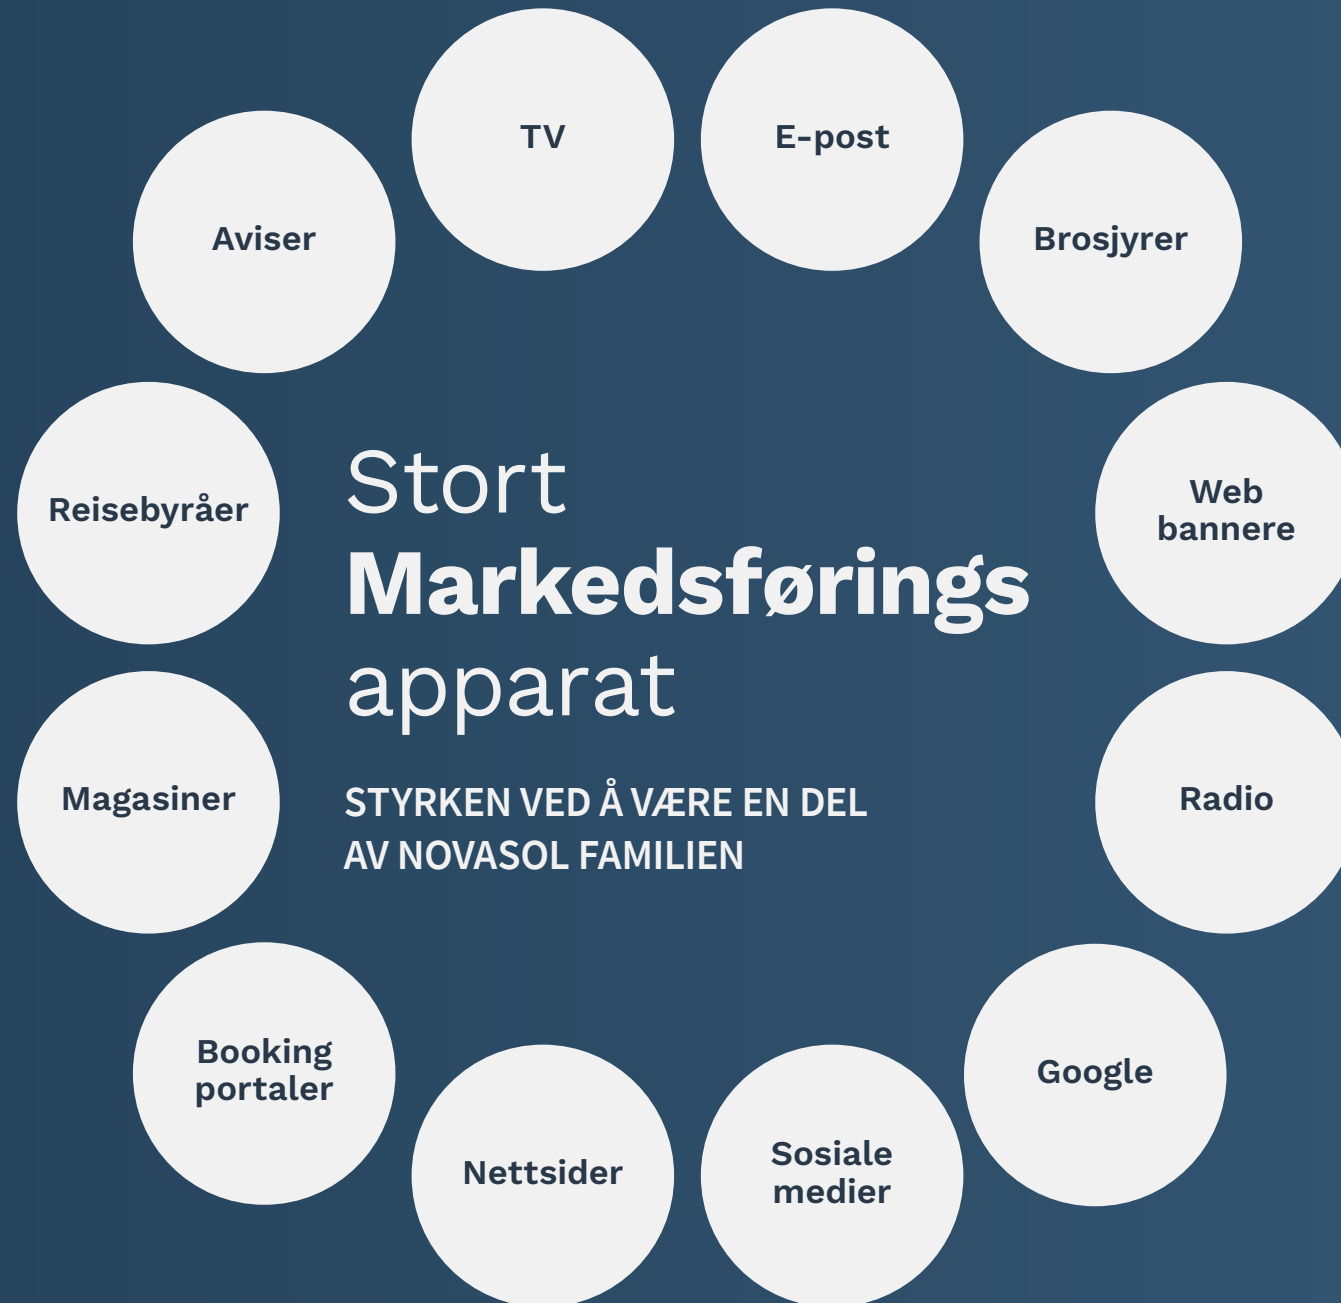 TV
E-post
Aviser
Brosjyrer
Reisebyråer
Web
bannere
Stort
Markedsførings
apparat
Magasiner
Radio
STYRKEN VED Å VÆRE EN DEL
AV NOVASOL FAMILIEN
Booking
portaler
Google
Nettsider
Sosiale
medier